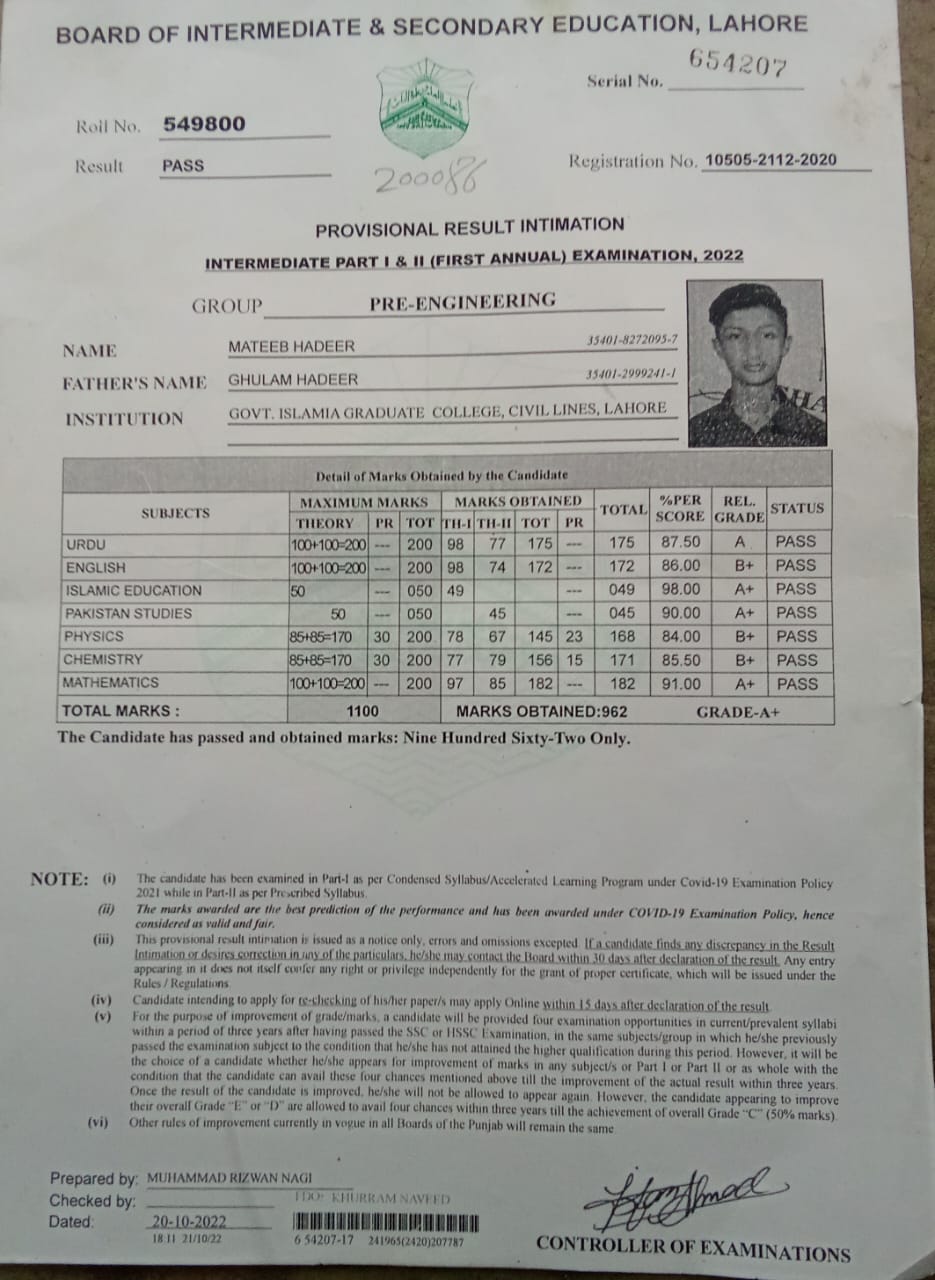 BOARD OF INTERMEDIATE & SECONDARY EDUCATION, LAHORE
Serial No. 654207
Roll No. 549800
Result PASS
Registration No. 10505-2112-2020
200086
PROVISIONAL RESULT INTIMATION
INTERMEDIATE PART I & II (FIRST ANNUAL) EXAMINATION, 2022
GROUP PRE-ENGINEERING
NAME MATEEB HADEER 35401-8272095-7
FATHER'S NAME GHULAM HADEER 35401-2999241-1
INSTITUTION GOVT. ISLAMIA GRADUATE COLLEGE, CIVIL LINES, LAHORE
Detail of Marks Obtained by the Candidate
SUBJECTS MAXIMUM MARKS MARKS OBTAINED TOTAL %PER SCORE REL. GRADE STATUS
THEORY PR TOT TH-I TH-II TOT PR
URDU 100+100=200 --- 200 98 77 175 --- 175 87.50 A PASS
ENGLISH 100+100=200 --- 200 98 74 172 --- 172 86.00 B+ PASS
ISLAMIC EDUCATION 50 --- 050 49 --- 049 98.00 A+ PASS
PAKISTAN STUDIES 50 --- 050 45 --- 045 90.00 A+ PASS
PHYSICS 85+85=170 30 200 78 67 145 23 168 84.00 B+ PASS
CHEMISTRY 85+85=170 30 200 77 79 156 15 171 85.50 B+ PASS
MATHEMATICS 100+100=200 --- 200 97 85 182 --- 182 91.00 A+ PASS
TOTAL MARKS : 1100 MARKS OBTAINED:962 GRADE-A+
The Candidate has passed and obtained marks: Nine Hundred Sixty-Two Only.
NOTE: (i) The candidate has been examined in Part-I as per Condensed Syllabus/Accelerated Learning Program under Covid-19 Examination Policy
2021 while in Part-II as per Prescribed Syllabus.
(ii) The marks awarded are the best prediction of the performance and has been awarded under COVID-19 Examination Policy, hence
considered as valid and fair.
(iii) This provisional result intimation is issued as a notice only, errors and omissions excepted. If a candidate finds any discrepancy in the Result
Intimation or desires correction in any of the particulars, he/she may contact the Board within 30 days after declaration of the result. Any entry
appearing in it does not itself confer any right or privilege independently for the grant of proper certificate, which will be issued under the
Rules / Regulations.
(iv) Candidate intending to apply for re-checking of his/her paper/s may apply Online within 15 days after declaration of the result.
(v) For the purpose of improvement of grade/marks, a candidate will be provided four examination opportunities in current/prevalent syllabi
within a period of three years after having passed the SSC or HSSC Examination, in the same subjects/group in which he/she previously
passed the examination subject to the condition that he/she has not attained the higher qualification during this period. However, it will be
the choice of a candidate whether he/she appears for improvement of marks in any subject/s or Part I or Part II or as whole with the
condition that the candidate can avail these four chances mentioned above till the improvement of the actual result within three years.
Once the result of the candidate is improved, he/she will not be allowed to appear again. However, the candidate appearing to improve
their overall Grade "E" or "D" are allowed to avail four chances within three years till the achievement of overall Grade "C" (50% marks).
(vi) Other rules of improvement currently in vogue in all Boards of the Punjab will remain the same.
Prepared by: MUHAMMAD RIZWAN NAGI
Checked by: KHURRAM NAVEED
Dated: 20-10-2022
18:11 21/10/22 6 54207-17 241965(2420)207787
CONTROLLER OF EXAMINATIONS